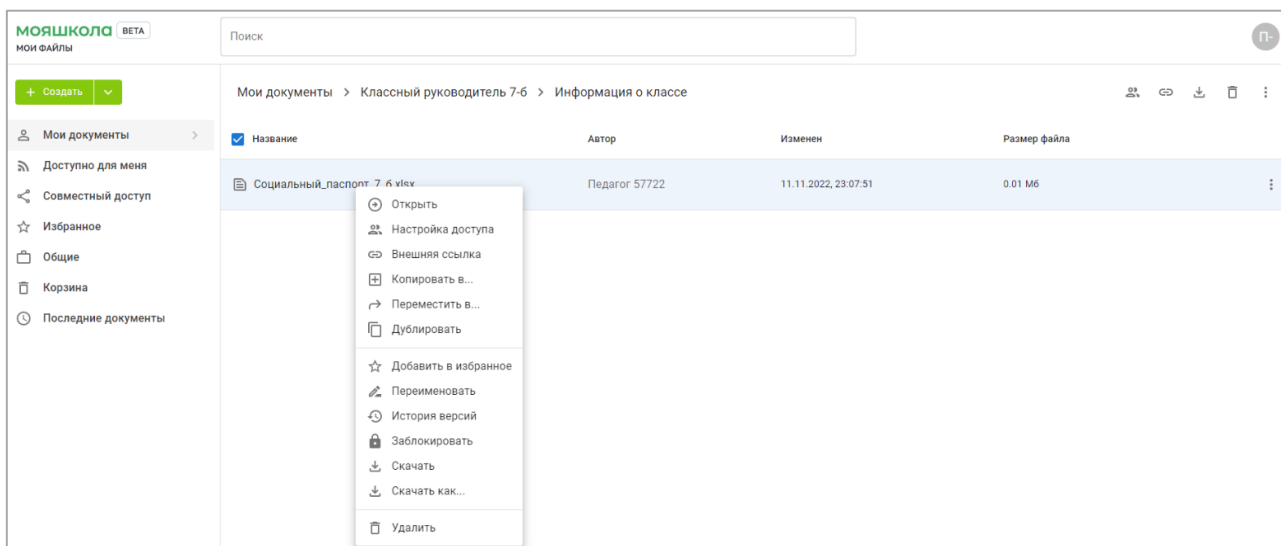 МОЯШКОЛА BETA
МОИ ФАЙЛЫ
Поиск
П-
+ Создать
Мои документы > Классный руководитель 7-б > Информация о классе
Мои документы
Доступно для меня
Совместный доступ
Избранное
Общие
Корзина
Последние документы
Название Автор Изменен Размер файла
Социальный_паспорт_7_б.xlsx Педагог 57722 11.11.2022, 23:07:51 0.01 Мб
Открыть
Настройка доступа
Внешняя ссылка
Копировать в...
Переместить в...
Дублировать
Добавить в избранное
Переименовать
История версий
Заблокировать
Скачать
Скачать как...
Удалить